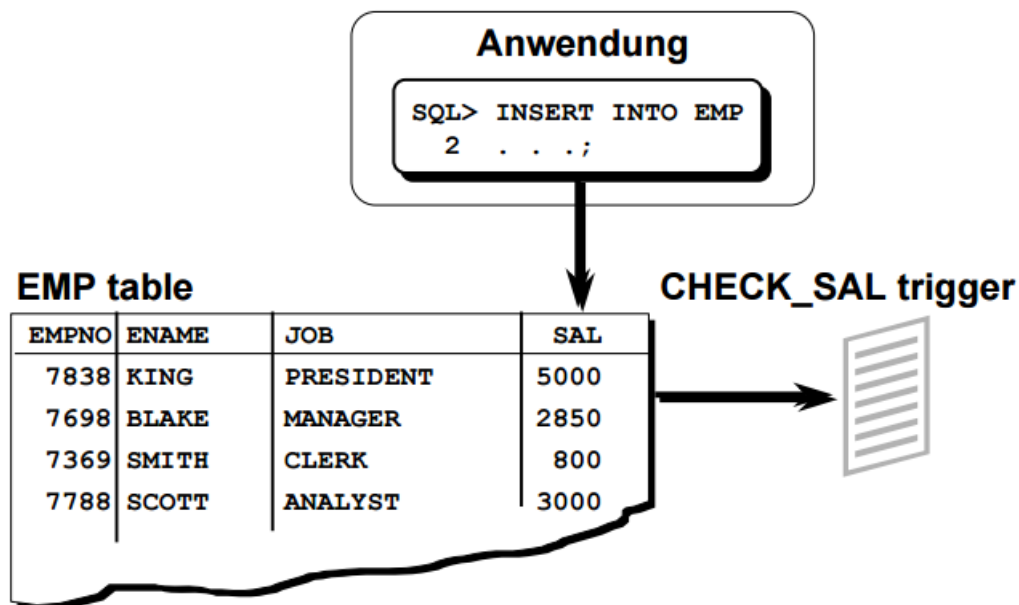 Anwendung
SQL> INSERT INTO EMP
2 . . .;
EMP table
CHECK_SAL trigger
EMPNO ENAME JOB SAL
7838 KING PRESIDENT 5000
7698 BLAKE MANAGER 2850
7369 SMITH CLERK 800
7788 SCOTT ANALYST 3000